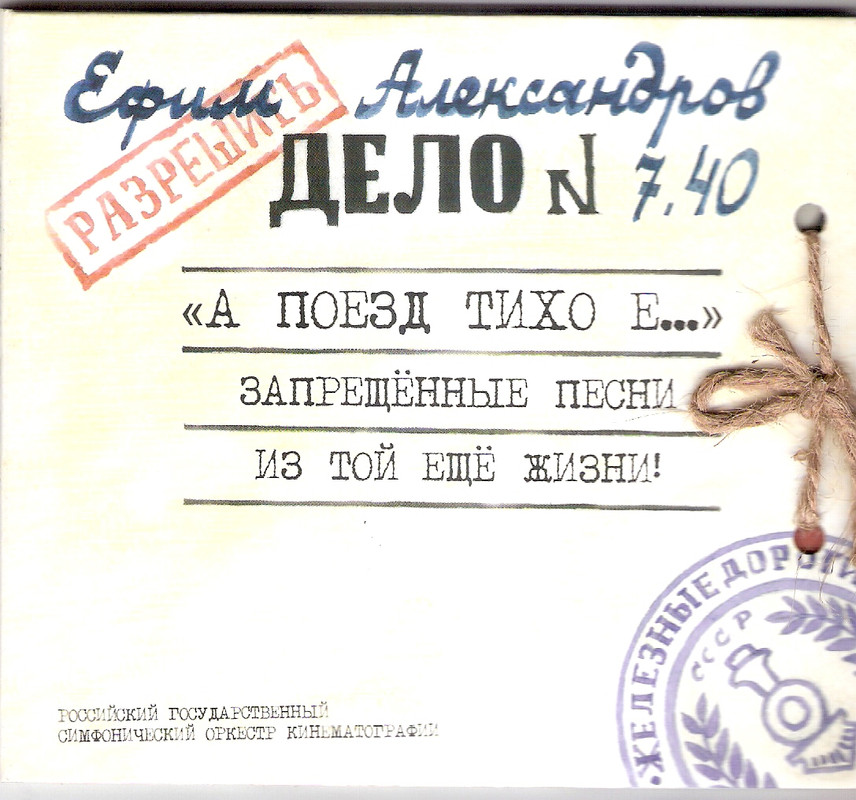 Ефим Александров
РАЗРЕШИТЬ
ДЕЛО N 7.40
«А ПОЕЗД ТИХО Е...»
ЗАПРЕЩЁННЫЕ ПЕСНИ
ИЗ ТОЙ ЕЩЁ ЖИЗНИ!
ЖЕЛЕЗНЫЕ ДОРОГИ
СССР
РОССИЙСКИЙ ГОСУДАРСТВЕННЫЙ
СИМФОНИЧЕСКИЙ ОРКЕСТР КИНЕМАТОГРАФИИ